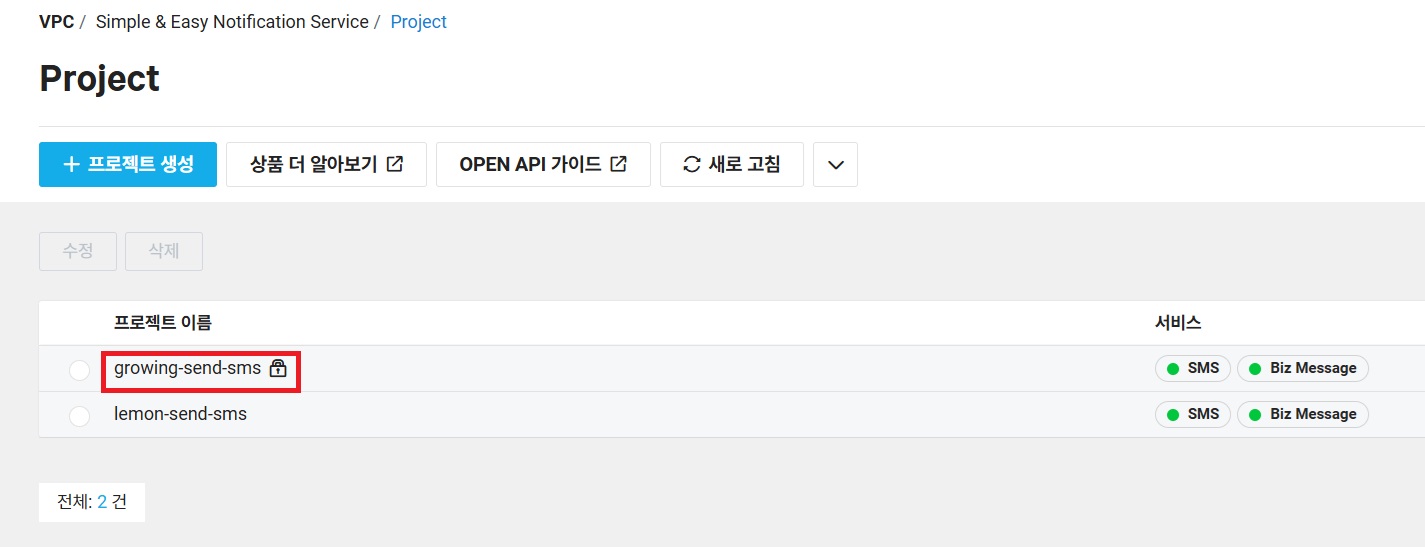 VPC / Simple & Easy Notification Service / Project
Project
프로젝트 생성 상품 더 알아보기 OPEN API 가이드 새로 고침
수정 삭제
프로젝트 이름 서비스
growing-send-sms SMS Biz Message
lemon-send-sms SMS Biz Message
전체: 2 건